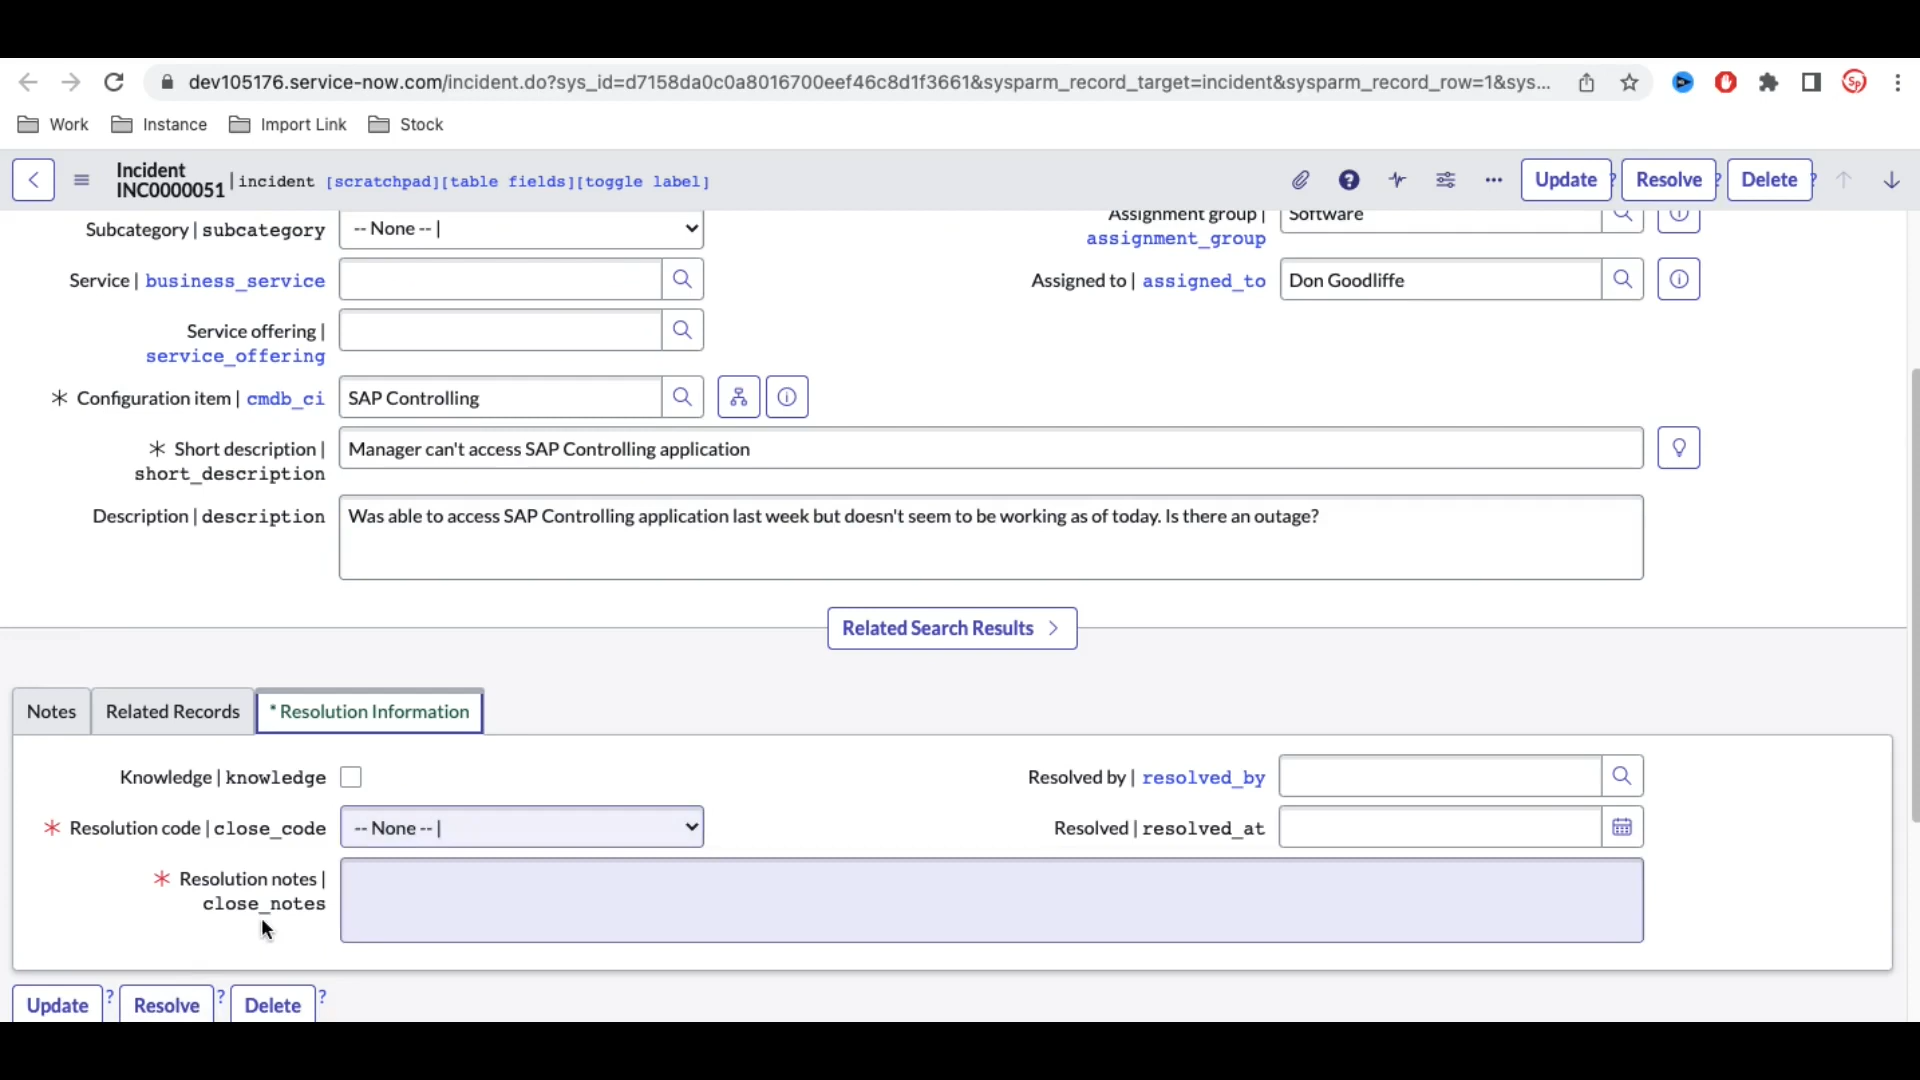 dev105176.service-now.com/incident.do?sys_id=d7158da0c0a8016700eef46c8d1f3661&sysparm_record_target=incident&sysparm_record_row=1&sys...
Sp
Work Instance Import Link Stock
Incident
INC0000051 | incident [scratchpad][table fields][toggle label]
Update ? Resolve ? Delete ?
Subcategory | subcategory -- None -- |
Assignment group | Software
assignment_group
Service | business_service
Assigned to | assigned_to Don Goodliffe
Service offering |
service_offering
* Configuration item | cmdb_ci SAP Controlling
* Short description | Manager can't access SAP Controlling application
short_description
Description | description Was able to access SAP Controlling application last week but doesn't seem to be working as of today. Is there an outage?
Related Search Results >
Notes Related Records * Resolution Information
Knowledge | knowledge Resolved by | resolved_by
* Resolution code | close_code -- None -- | Resolved | resolved_at
* Resolution notes |
close_notes
Update ? Resolve ? Delete ?